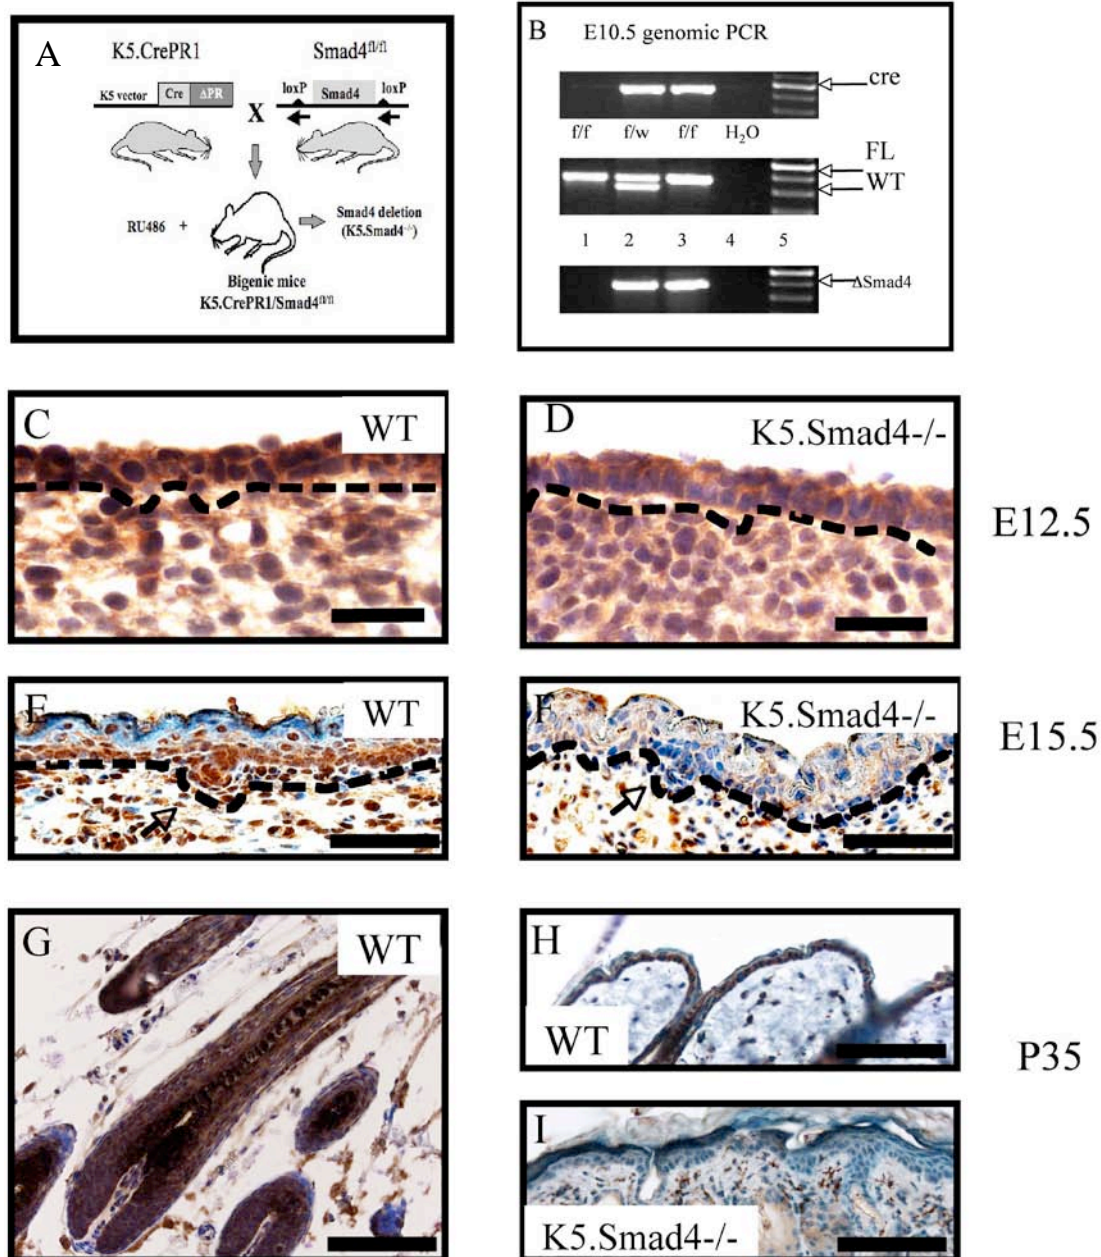 A
K5.CrePR1
Smad4fl/fl
K5 vector
Cre
ΔPR
loxP
Smad4
loxP
X
RU486 +
Smad4 deletion
(K5.Smad4-/-)
Bigenic mice
K5.CrePR1/Smad4fl/fl
B
E10.5 genomic PCR
cre
f/f f/w f/f H2O
FL
WT
1 2 3 4 5
ΔSmad4
C
WT
D
K5.Smad4-/-
E12.5
E
WT
F
K5.Smad4-/-
E15.5
G
WT
H
WT
P35
I
K5.Smad4-/-